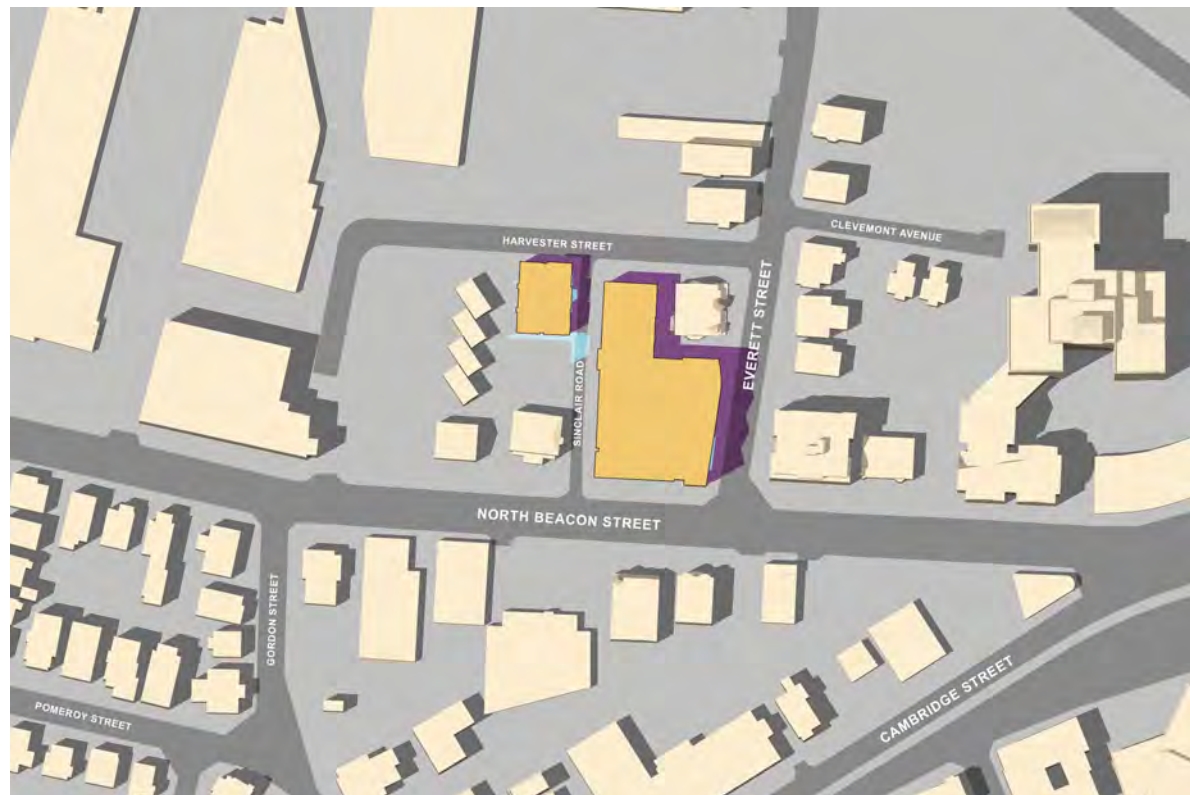 CLEVEMONT AVENUE
HARVESTER STREET
EVERETT STREET
SINCLAIR ROAD
NORTH BEACON STREET
GORDON STREET
CAMBRIDGE STREET
POMEROY STREET